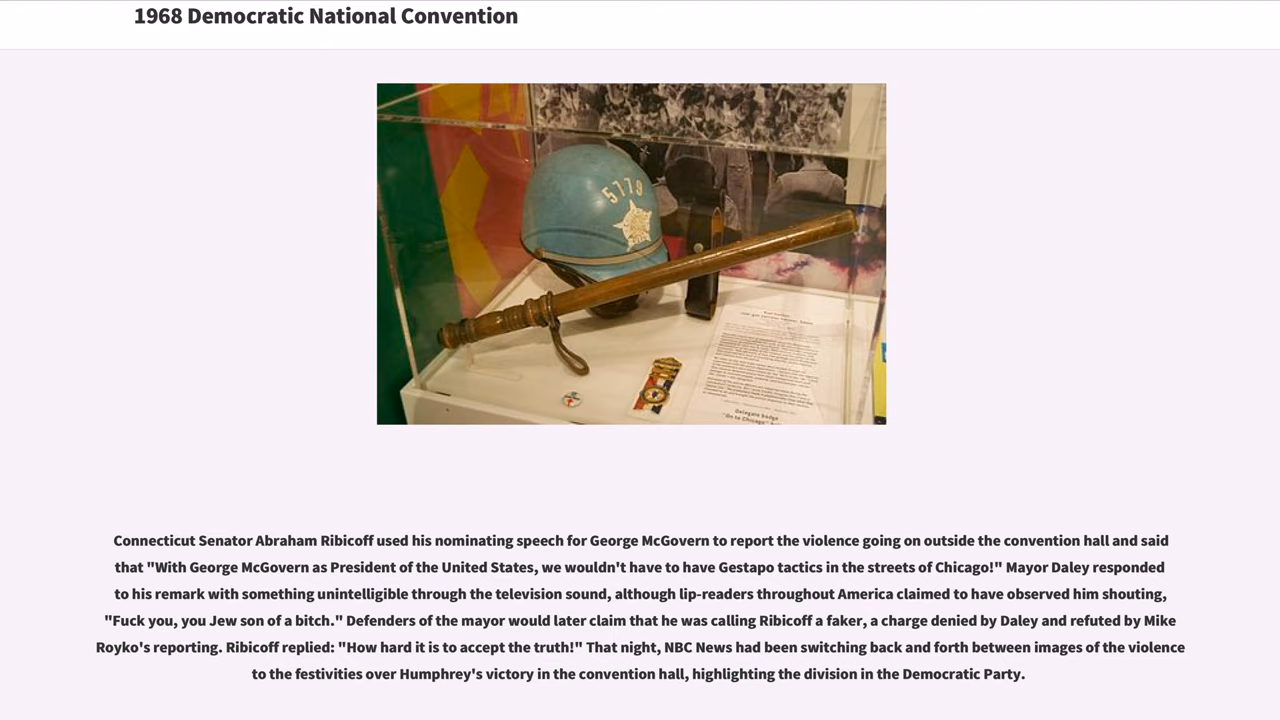 1968 Democratic National Convention
5779
Delegate badge
"Go to Chicago"
Connecticut Senator Abraham Ribicoff used his nominating speech for George McGovern to report the violence going on outside the convention hall and said
that "With George McGovern as President of the United States, we wouldn't have to have Gestapo tactics in the streets of Chicago!" Mayor Daley responded
to his remark with something unintelligible through the television sound, although lip-readers throughout America claimed to have observed him shouting,
"Fuck you, you Jew son of a bitch." Defenders of the mayor would later claim that he was calling Ribicoff a faker, a charge denied by Daley and refuted by Mike
Royko's reporting. Ribicoff replied: "How hard it is to accept the truth!" That night, NBC News had been switching back and forth between images of the violence
to the festivities over Humphrey's victory in the convention hall, highlighting the division in the Democratic Party.